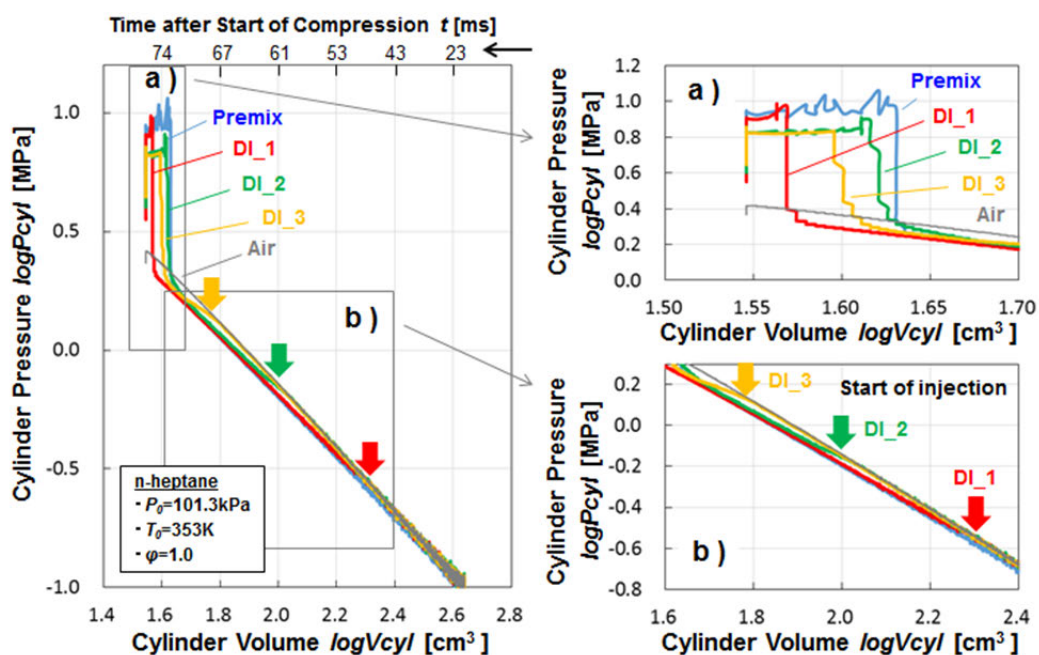 Time after Start of Compression t [ms]
74 67 61 53 43 23
Cylinder Pressure logPcyl [MPa]
1.0
0.5
0.0
-0.5
-1.0
a )
Premix
DI_1
DI_2
DI_3
Air
b )
n-heptane
- P0=101.3kPa
- T0=353K
- φ=1.0
1.4 1.6 1.8 2.0 2.2 2.4 2.6 2.8
Cylinder Volume logVcyl [cm3 ]
Cylinder Pressure
logPcyl [MPa]
1.2
1.0
0.8
0.6
0.4
0.2
0.0
a )
Premix
DI_1
DI_2
DI_3
Air
1.50 1.55 1.60 1.65 1.70
Cylinder Volume logVcyl [cm3 ]
Cylinder Pressure
logPcyl [MPa]
0.2
0.0
-0.2
-0.4
-0.6
-0.8
DI_3
Start of injection
DI_2
DI_1
b )
1.6 1.8 2.0 2.2 2.4
Cylinder Volume logVcyl [cm3 ]